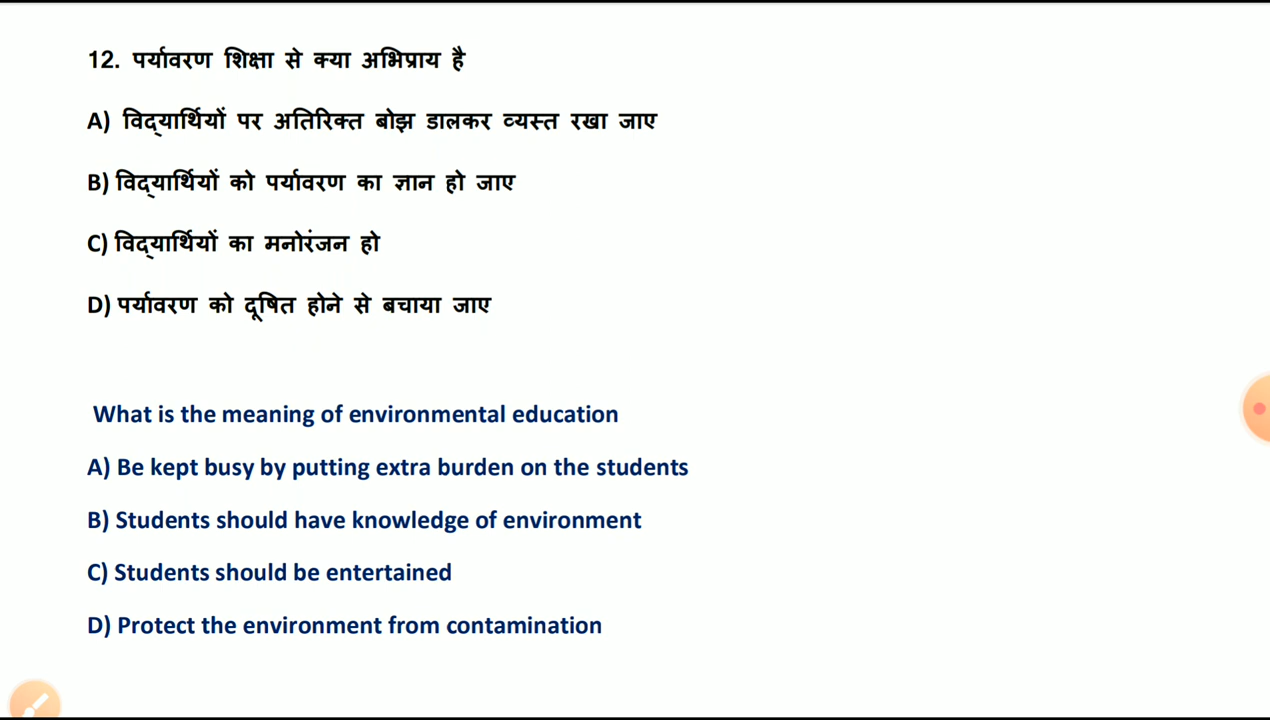 12. पर्यावरण शिक्षा से क्या अभिप्राय है
A) विद्यार्थियों पर अतिरिक्त बोझ डालकर व्यस्त रखा जाए
B) विद्यार्थियों को पर्यावरण का ज्ञान हो जाए
C) विद्यार्थियों का मनोरंजन हो
D) पर्यावरण को दूषित होने से बचाया जाए
What is the meaning of environmental education
A) Be kept busy by putting extra burden on the students
B) Students should have knowledge of environment
C) Students should be entertained
D) Protect the environment from contamination